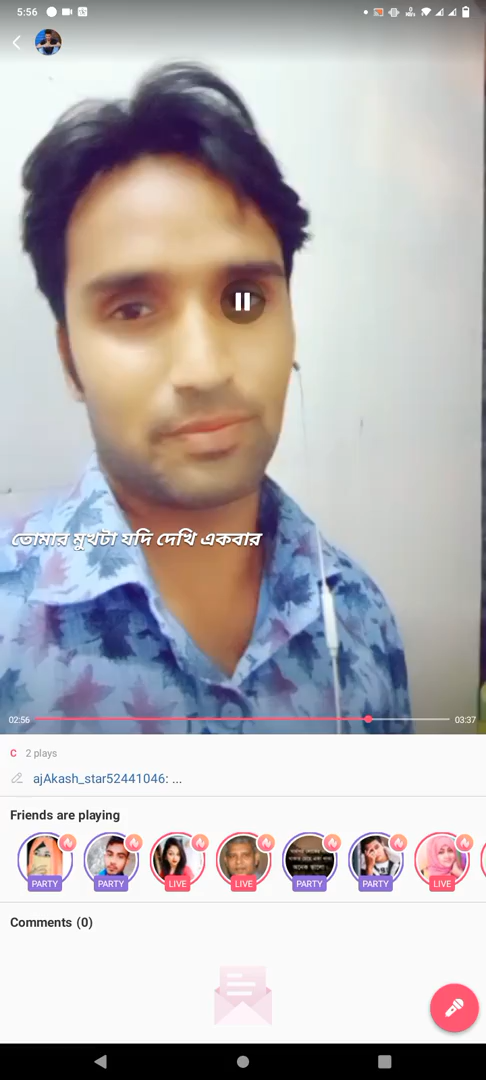 5:56
তোমার মুখটা যদি দেখি একবার
02:56
03:37
C 2 plays
ajAkash_star52441046: ...
Friends are playing
PARTY PARTY LIVE LIVE PARTY PARTY LIVE
Comments (0)